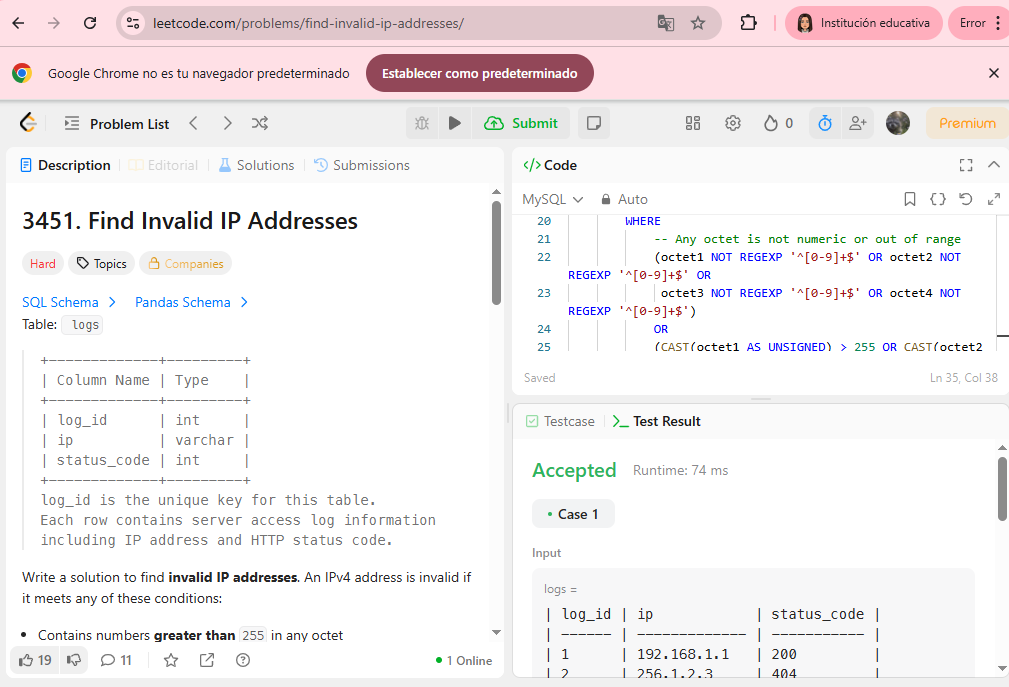 leetcode.com/problems/find-invalid-ip-addresses/
Institución educativa
Error
Google Chrome no es tu navegador predeterminado
Establecer como predeterminado
Problem List
Submit
0
Premium
Description
Editorial
Solutions
Submissions
3451. Find Invalid IP Addresses
Hard
Topics
Companies
SQL Schema
Pandas Schema
Table: logs
+-------------+---------+
| Column Name | Type    |
+-------------+---------+
| log_id      | int     |
| ip          | varchar |
| status_code | int     |
+-------------+---------+
log_id is the unique key for this table.
Each row contains server access log information
including IP address and HTTP status code.
Write a solution to find invalid IP addresses. An IPv4 address is invalid if
it meets any of these conditions:
• Contains numbers greater than 255 in any octet
19
11
1 Online
</> Code
MySQL
Auto
20 WHERE
21 -- Any octet is not numeric or out of range
22 (octet1 NOT REGEXP '^[0-9]+$' OR octet2 NOT
REGEXP '^[0-9]+$' OR
23 octet3 NOT REGEXP '^[0-9]+$' OR octet4 NOT
REGEXP '^[0-9]+$')
24 OR
25 (CAST(octet1 AS UNSIGNED) > 255 OR CAST(octet2
Saved
Ln 35, Col 38
Testcase
Test Result
Accepted
Runtime: 74 ms
• Case 1
Input
logs =
| log_id | ip          | status_code |
| ------ | ----------- | ----------- |
| 1      | 192.168.1.1 | 200         |
| 2      | 256.1.2.3   | 404         |